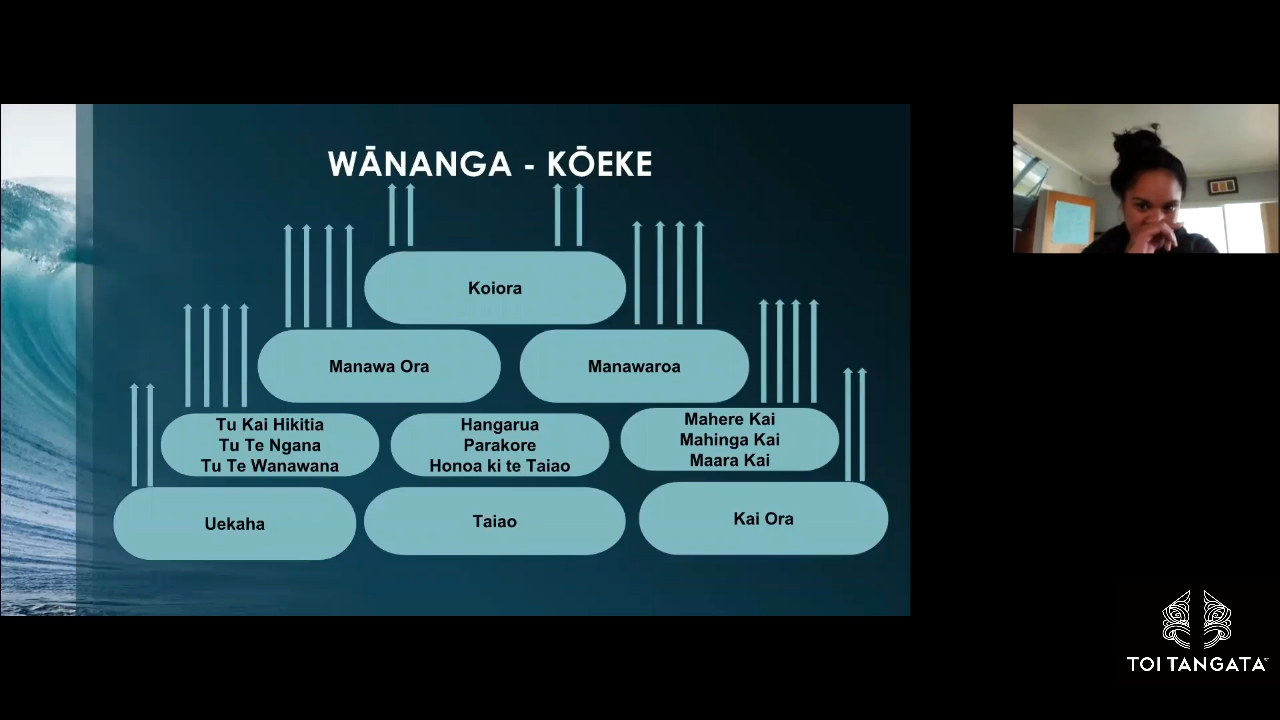 WĀNANGA - KŌEKE
Koiora
Manawa Ora
Manawaroa
Tu Kai Hikitia
Tu Te Ngana
Tu Te Wanawana
Hangarua
Parakore
Honoa ki te Taiao
Mahere Kai
Mahinga Kai
Maara Kai
Uekaha
Taiao
Kai Ora
TOI TANGATA